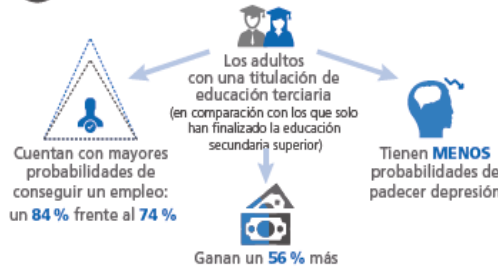 Los adultos
con una titulación de
educación terciaria
(en comparación con los que solo
han finalizado la educación
secundaria superior)
Cuentan con mayores
probabilidades de
conseguir un empleo:
un 84 % frente al 74 %
Ganan un 56 % más
Tienen MENOS
probabilidades de
padecer depresión